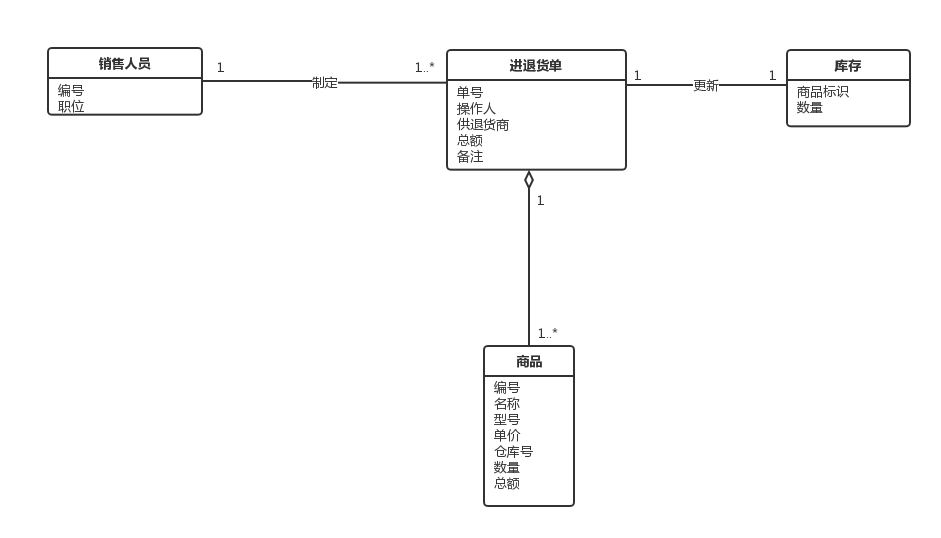 销售人员
编号
职位
1
制定
1..*
进退货单
单号
操作人
供退货商
总额
备注
1
更新
1
库存
商品标识
数量
1
1..*
商品
编号
名称
型号
单价
仓库号
数量
总额